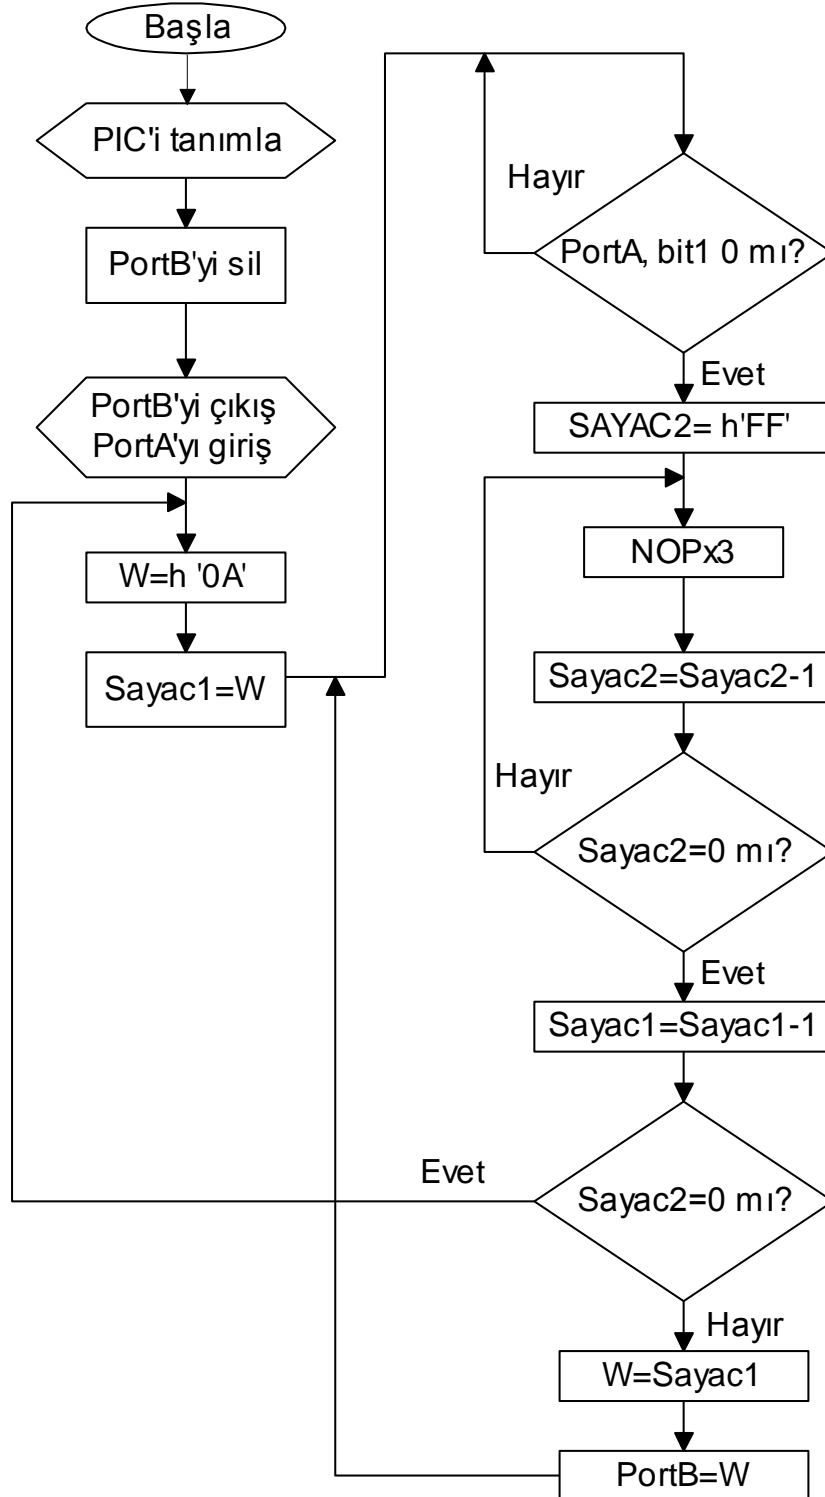 Başla
PIC'i tanımla
PortB'yi sil
PortB'yi çıkış
PortA'yı giriş
W=h '0A'
Sayac1=W
Hayır
PortA, bit1 0 mı?
Evet
SAYAC2= h'FF'
NOPx3
Sayac2=Sayac2-1
Hayır
Sayac2=0 mı?
Evet
Sayac1=Sayac1-1
Evet
Sayac2=0 mı?
Hayır
W=Sayac1
PortB=W